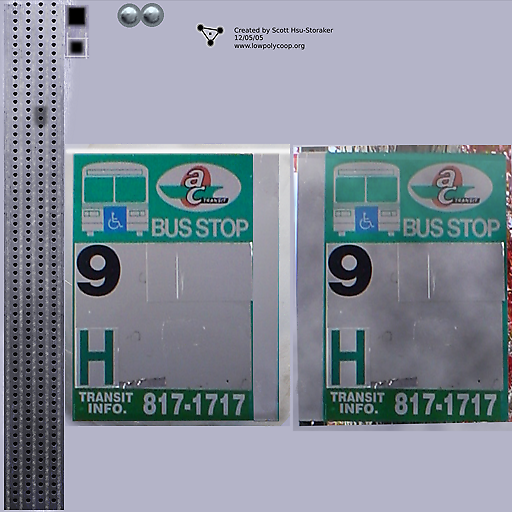 Created by Scott Hsu-Storaker
12/05/05
www.lowpolycoop.org
ac TRANSIT
BUS STOP
9
H
TRANSIT INFO. 817-1717
ac TRANSIT
BUS STOP
9
H
TRANSIT INFO. 817-1717